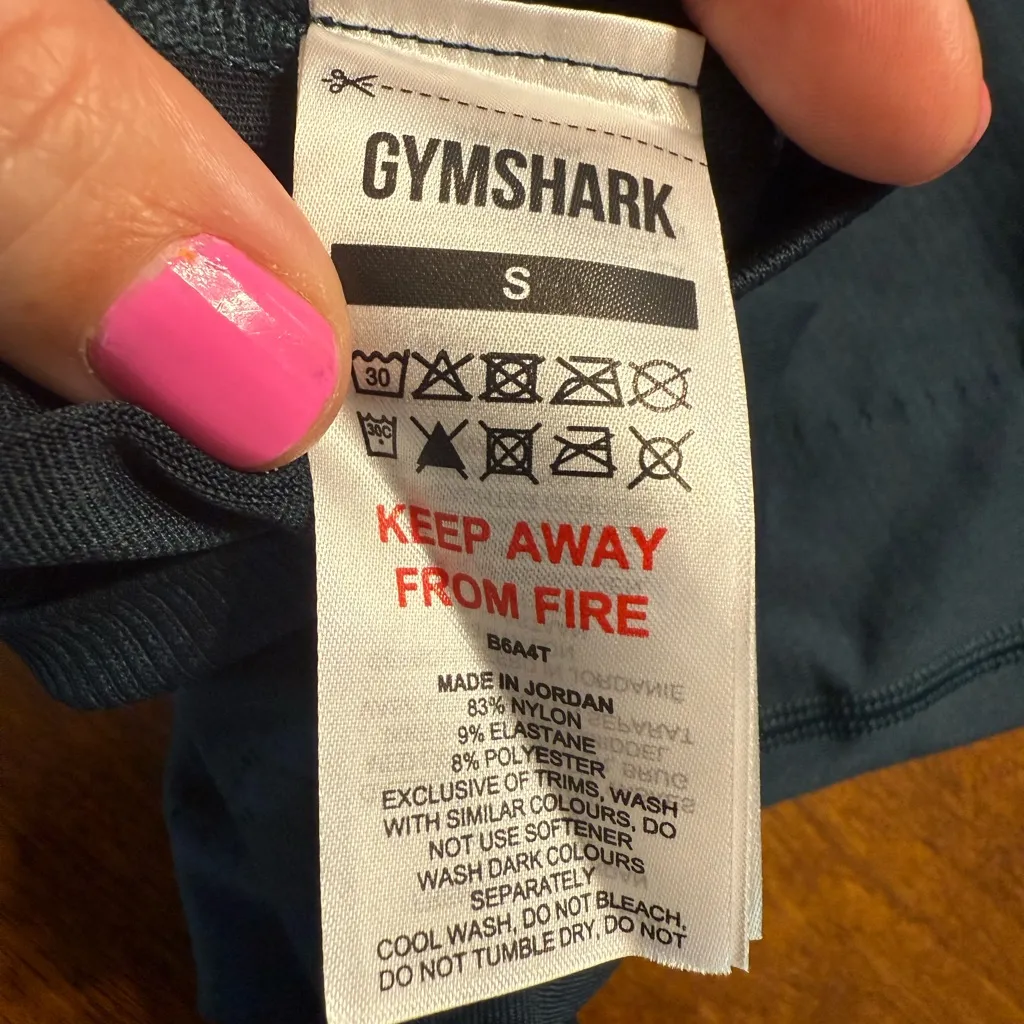 GYMSHARK
S
30
30C
KEEP AWAY
FROM FIRE
B6A4T
MADE IN JORDAN
83% NYLON
9% ELASTANE
8% POLYESTER
EXCLUSIVE OF TRIMS, WASH
WITH SIMILAR COLOURS, DO
NOT USE SOFTENER
WASH DARK COLOURS
SEPARATELY
COOL WASH, DO NOT BLEACH,
DO NOT TUMBLE DRY, DO NOT